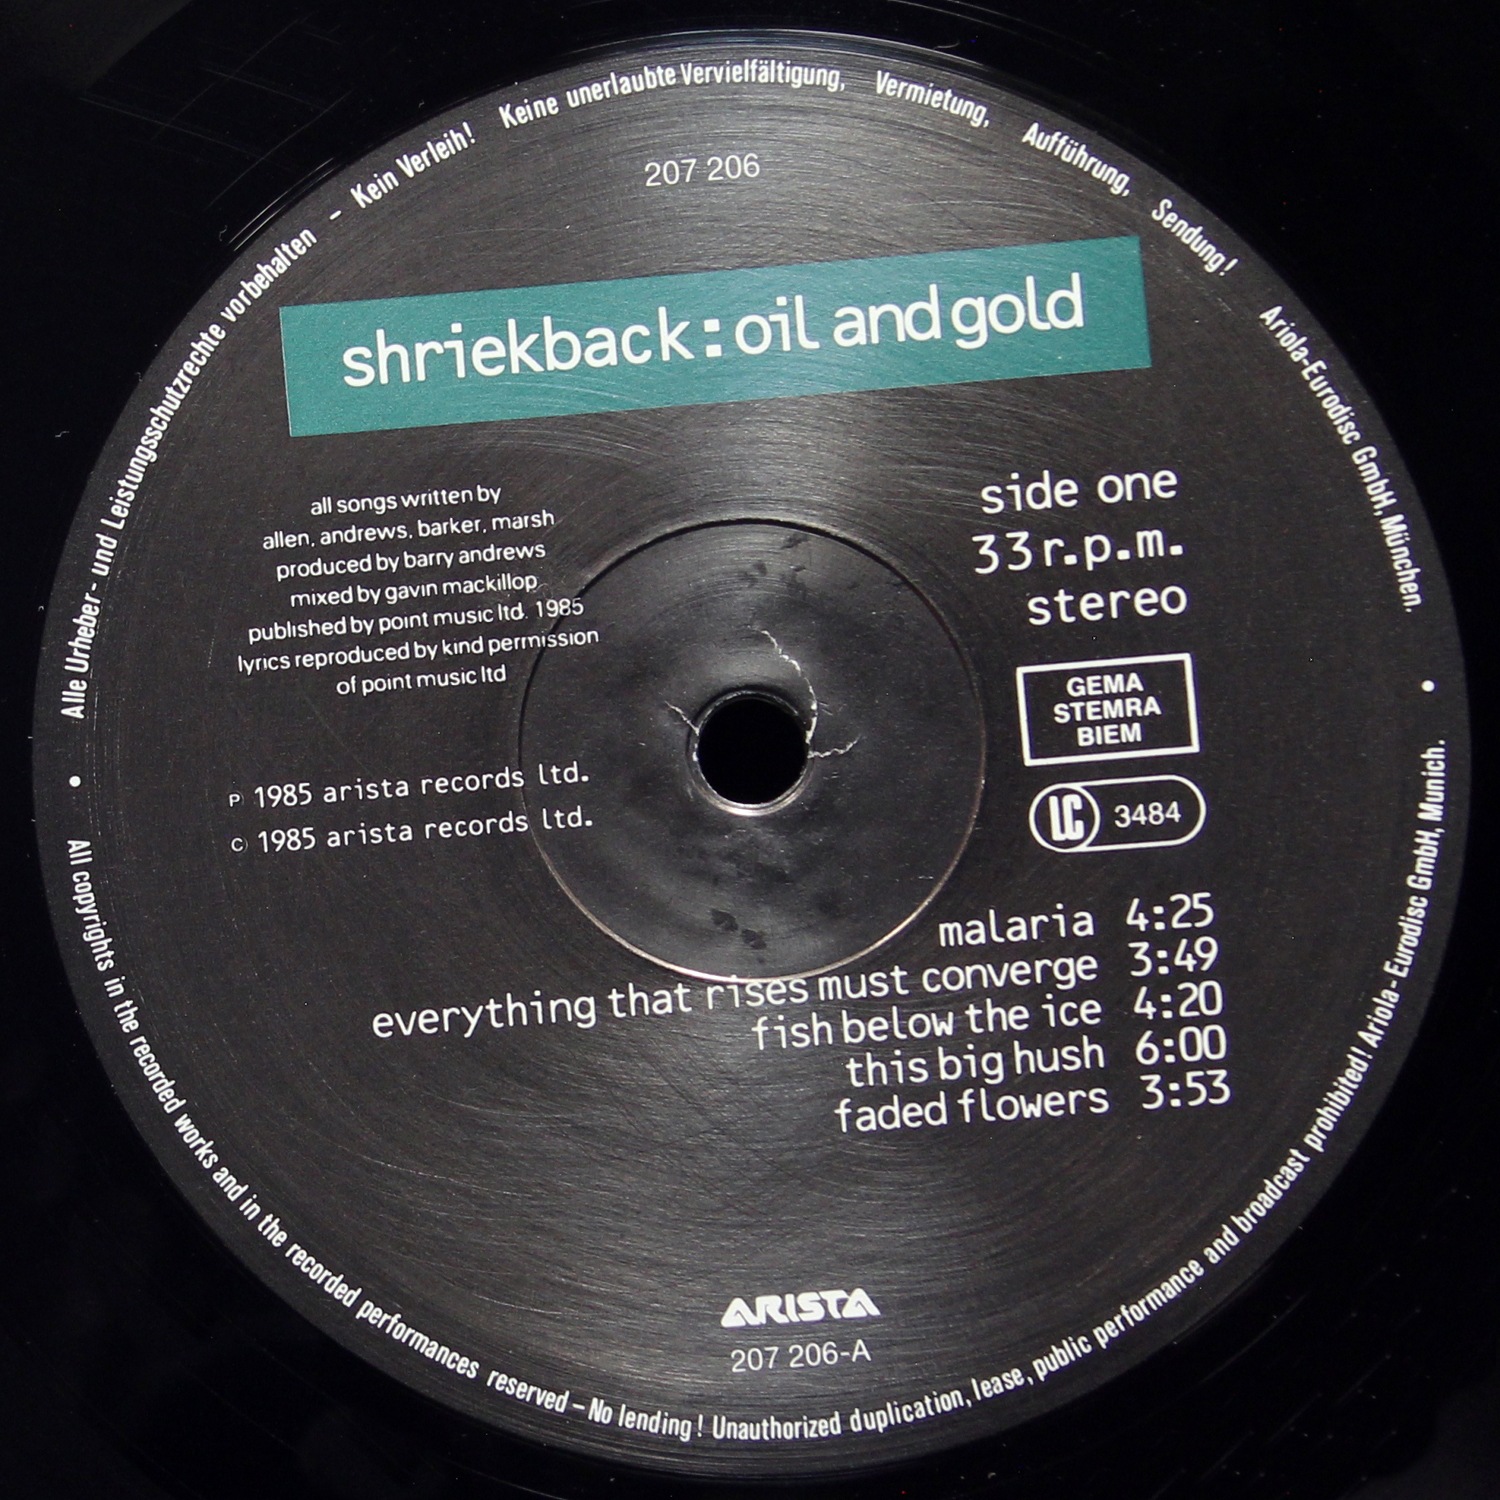 Alle Urheber- und Leistungsschutzrechte vorbehalten – Kein Verleih! Keine unerlaubte Vervielfältigung, Vermietung, Aufführung, Sendung! Ariola-Eurodisc GmbH, München.
207 206
shriekback: oil and gold
all songs written by
allen, andrews, barker, marsh
produced by barry andrews
mixed by gavin mackillop
published by point music ltd. 1985
lyrics reproduced by kind permission
of point music ltd
side one
33 r.p.m.
stereo
GEMA
STEMRA
BIEM
LC 3484
Ⓟ 1985 arista records ltd.
© 1985 arista records ltd.
malaria 4:25
everything that rises must converge 3:49
fish below the ice 4:20
this big hush 6:00
faded flowers 3:53
ARISTA
207 206-A
All copyrights in the recorded works and in the recorded performances reserved – No lending! Unauthorized duplication, lease, public performance and broadcast prohibited! Ariola-Eurodisc GmbH, Munich.